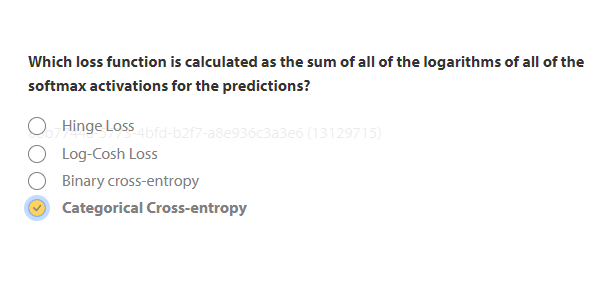 Which loss function is calculated as the sum of all of the logarithms of all of the
softmax activations for the predictions?
Hinge Loss
4bfd-b2f7-a8e936c3a3e6 (13129715)
Log-Cosh Loss
Binary cross-entropy
Categorical Cross-entropy